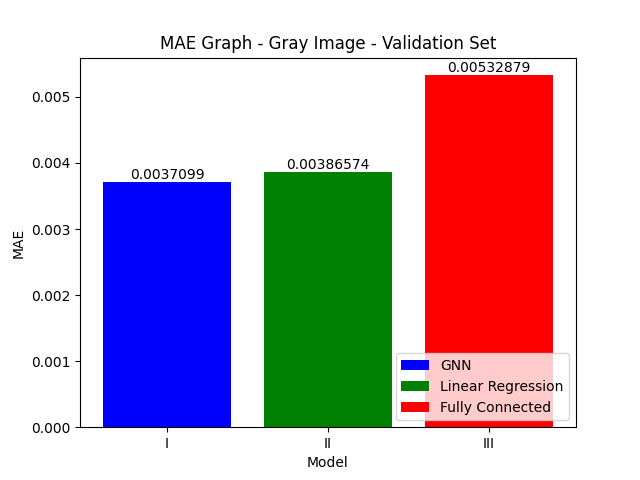 MAE Graph - Gray Image - Validation Set
0.00532879
0.005
0.004
0.00386574
0.0037099
0.003
MAE
0.002
0.001
GNN
Linear Regression
Fully Connected
0.000
I II III
Model